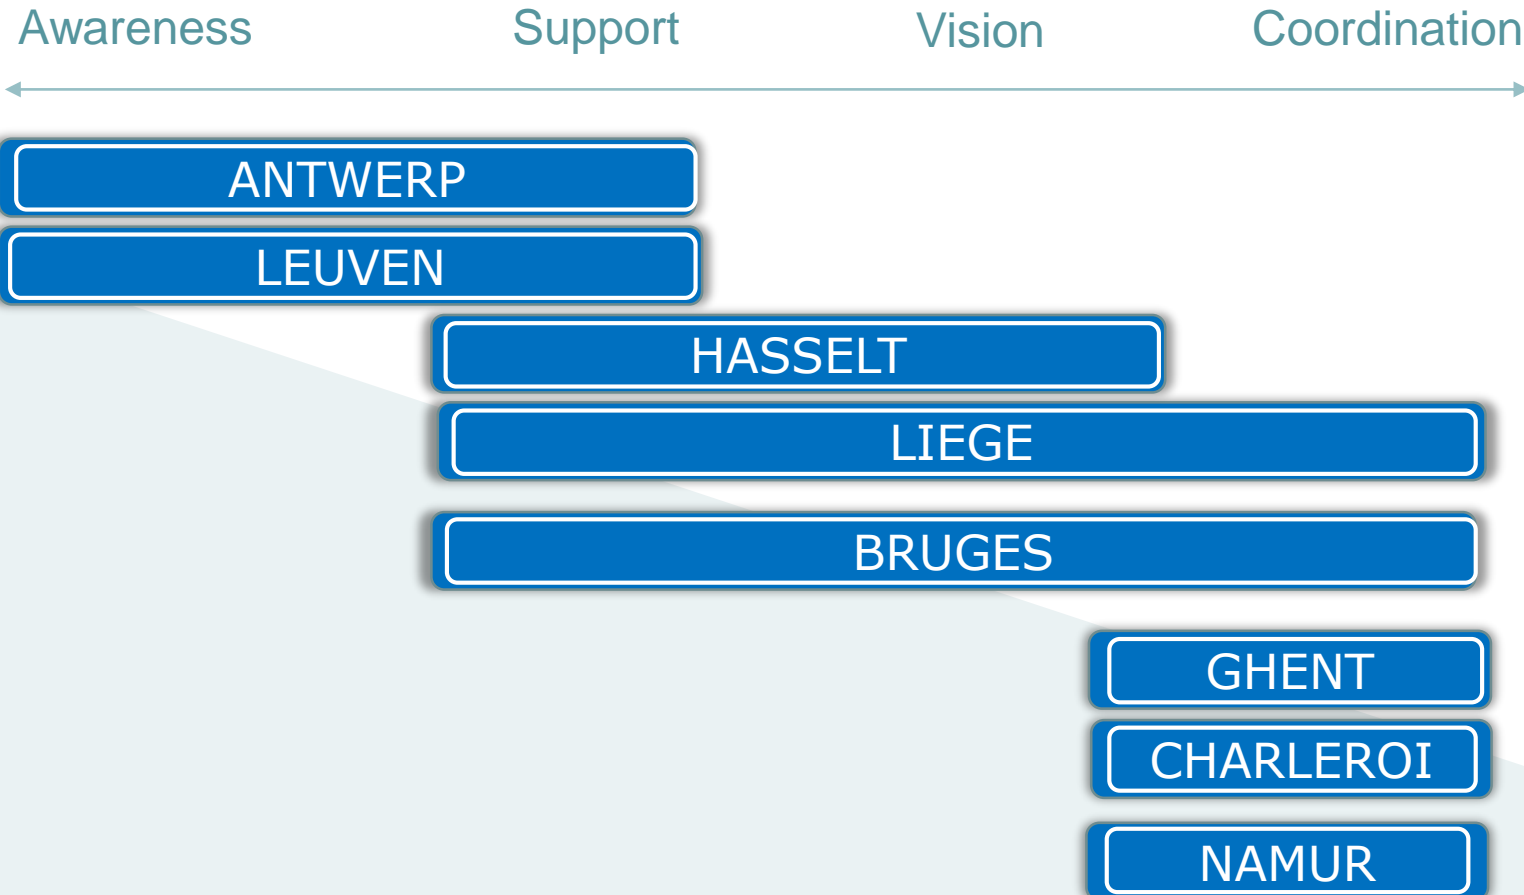 Awareness Support Vision Coordination
ANTWERP
LEUVEN
HASSELT
LIEGE
BRUGES
GHENT
CHARLEROI
NAMUR